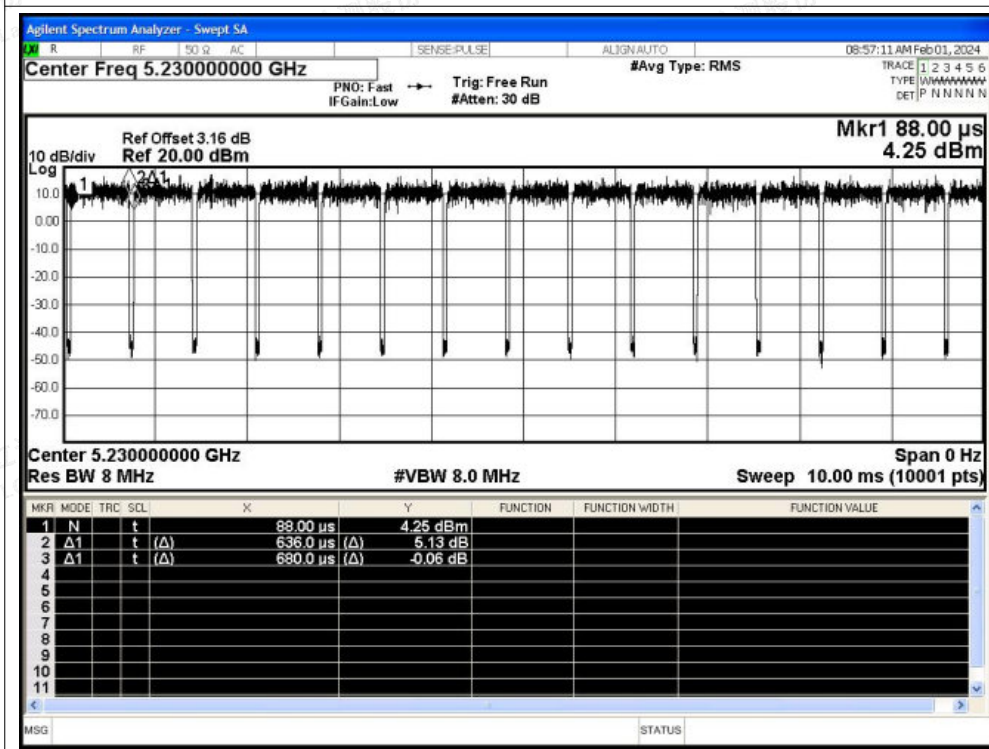 Agilent Spectrum Analyzer - Swept SA
LXI R RF 50 Ω AC SENSE:PULSE ALIGN AUTO 08:57:11 AM Feb 01, 2024
Center Freq 5.230000000 GHz #Avg Type: RMS TRACE 1 2 3 4 5 6
PNO: Fast Trig: Free Run TYPE WWWWWW
IFGain:Low #Atten: 30 dB DET P N N N N N
Mkr1 88.00 µs
Ref Offset 3.16 dB
10 dB/div Ref 20.00 dBm 4.25 dBm
Log
1 2Δ1
10.0
0.00
-10.0
-20.0
-30.0
-40.0
-50.0
-60.0
-70.0
Center 5.230000000 GHz Span 0 Hz
Res BW 8 MHz #VBW 8.0 MHz Sweep 10.00 ms (10001 pts)
MKR MODE TRC SCL X Y FUNCTION FUNCTION WIDTH FUNCTION VALUE
1 N t 88.00 µs 4.25 dBm
2 Δ1 t (Δ) 636.0 µs (Δ) 5.13 dB
3 Δ1 t (Δ) 680.0 µs (Δ) -0.06 dB
4
5
6
7
8
9
10
11
MSG STATUS